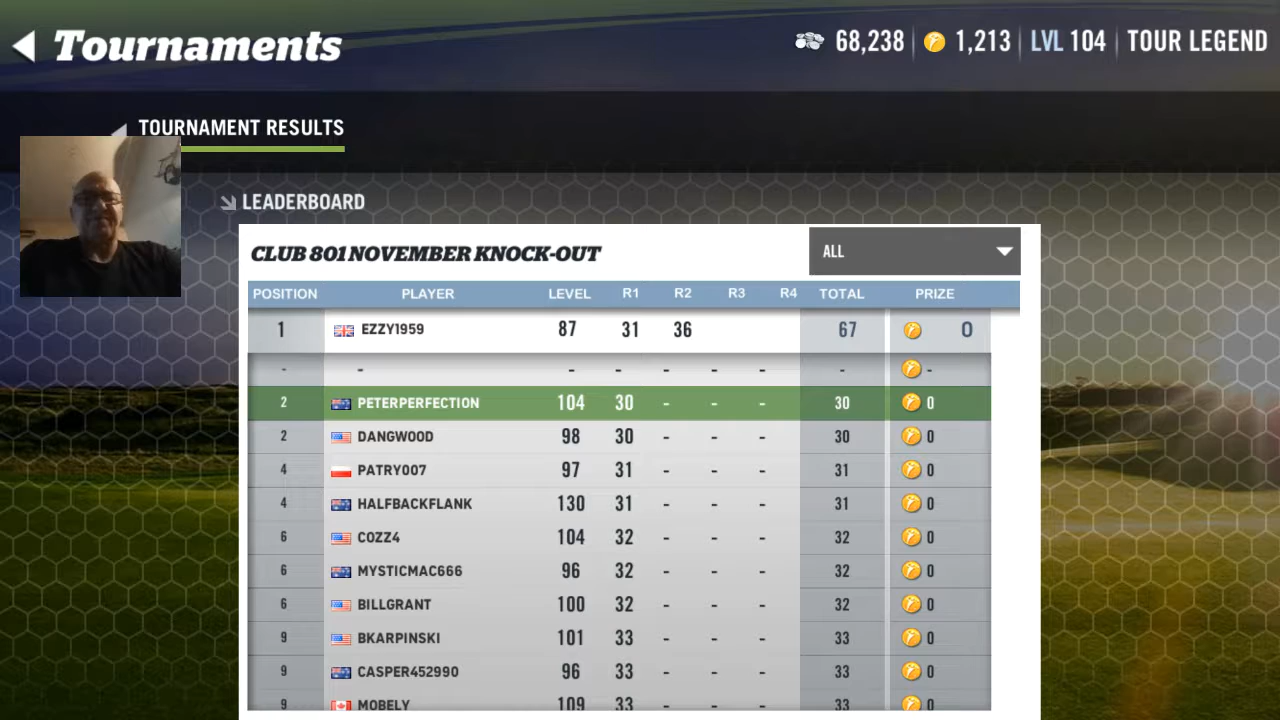 Tournaments 68,238 1,213 LVL 104 TOUR LEGEND
TOURNAMENT RESULTS
LEADERBOARD
CLUB 801 NOVEMBER KNOCK-OUT ALL
POSITION PLAYER LEVEL R1 R2 R3 R4 TOTAL PRIZE
1 EZZY1959 87 31 36 67 0
- - - - - - - - -
2 PETERPERFECTION 104 30 - - - 30 0
2 DANGWOOD 98 30 - - - 30 0
4 PATRY007 97 31 - - - 31 0
4 HALFBACKFLANK 130 31 - - - 31 0
6 COZZ4 104 32 - - - 32 0
6 MYSTICMAC666 96 32 - - - 32 0
6 BILLGRANT 100 32 - - - 32 0
9 BKARPINSKI 101 33 - - - 33 0
9 CASPER452990 96 33 - - - 33 0
9 MOBELY 109 33 - - - 33 0